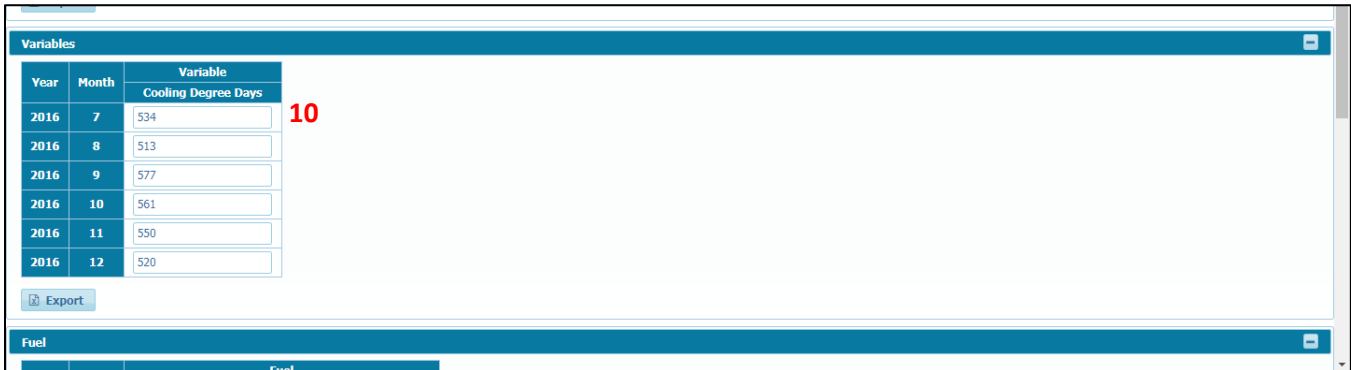 Variables
Year Month Variable
Cooling Degree Days
2016 7 534 10
2016 8 513
2016 9 577
2016 10 561
2016 11 550
2016 12 520
Export
Fuel
Fuel